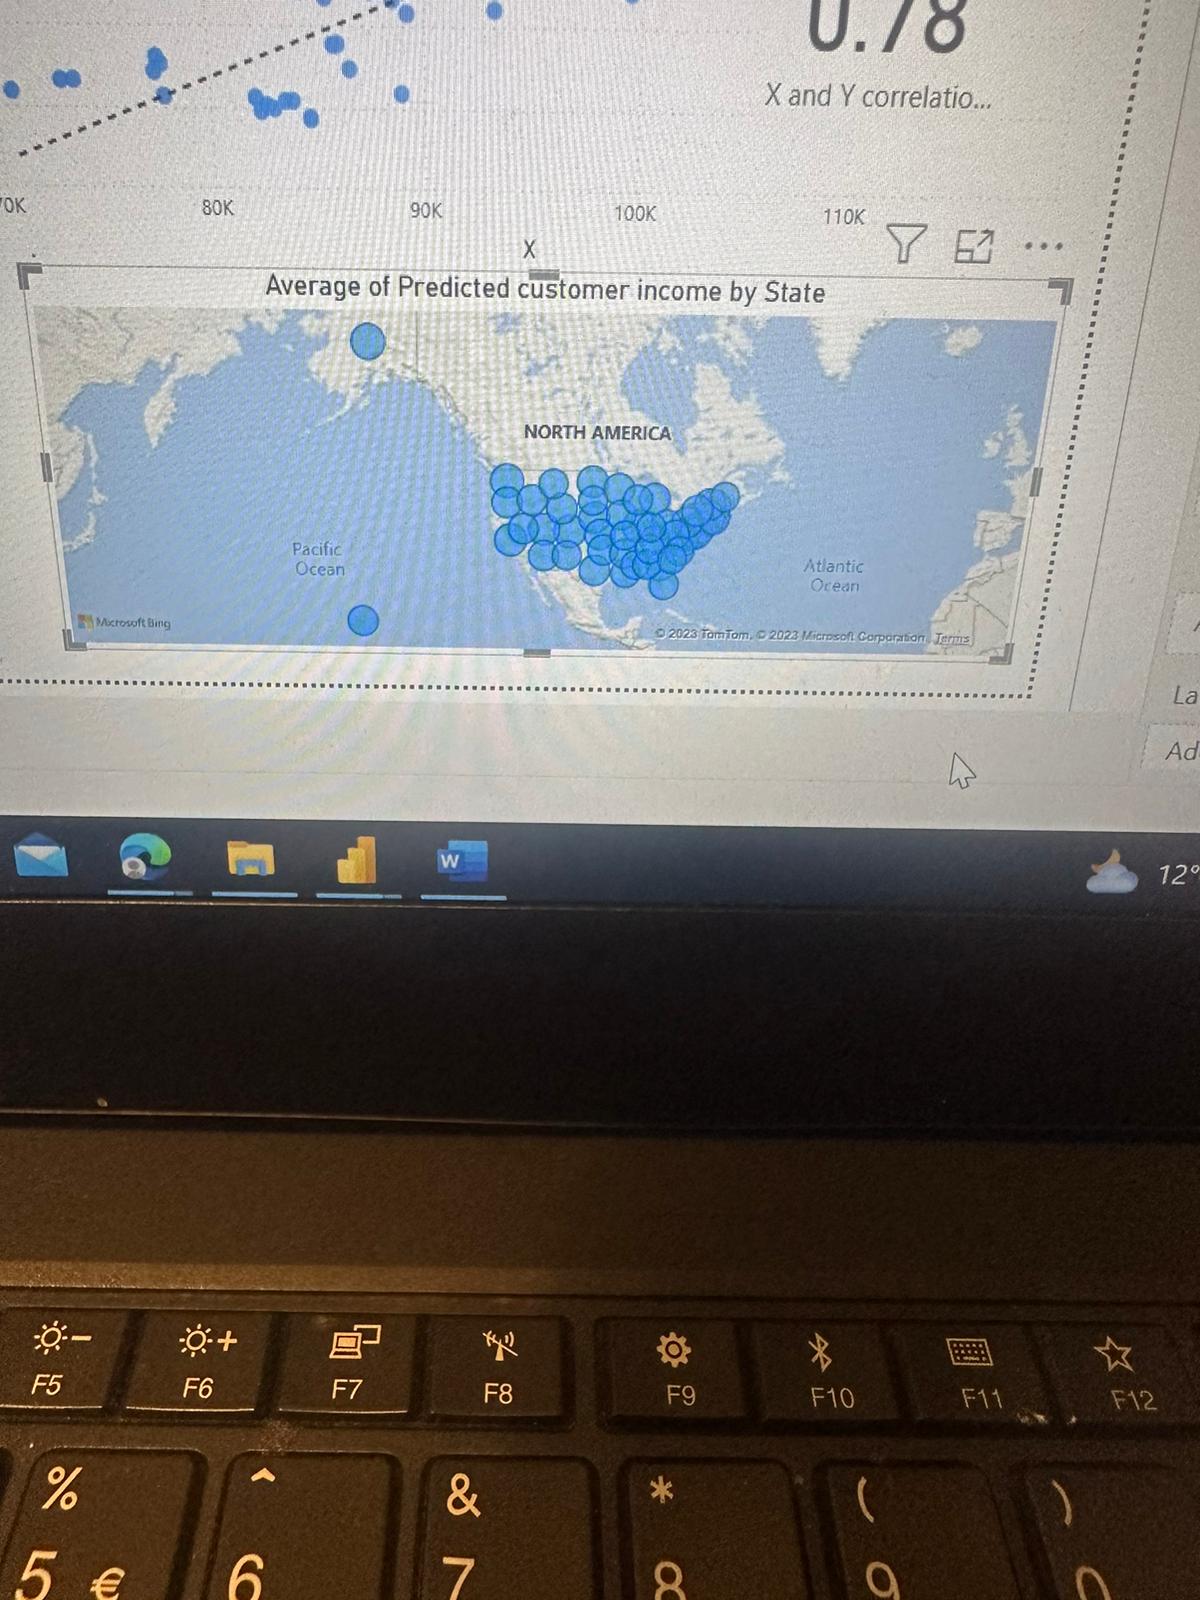 0.78
X and Y correlatio...
80K
90K
100K
110K
X
Average of Predicted customer income by State
NORTH AMERICA
Pacific
Ocean
Atlantic
Ocean
Microsoft Bing
© 2023 TomTom, © 2023 Microsoft Corporation
Terms
La
Ad
W
12°
F5
F6
F7
F8
F9
F10
F11
F12
% ^ & * ( )
5 € 6 7 8 9 0